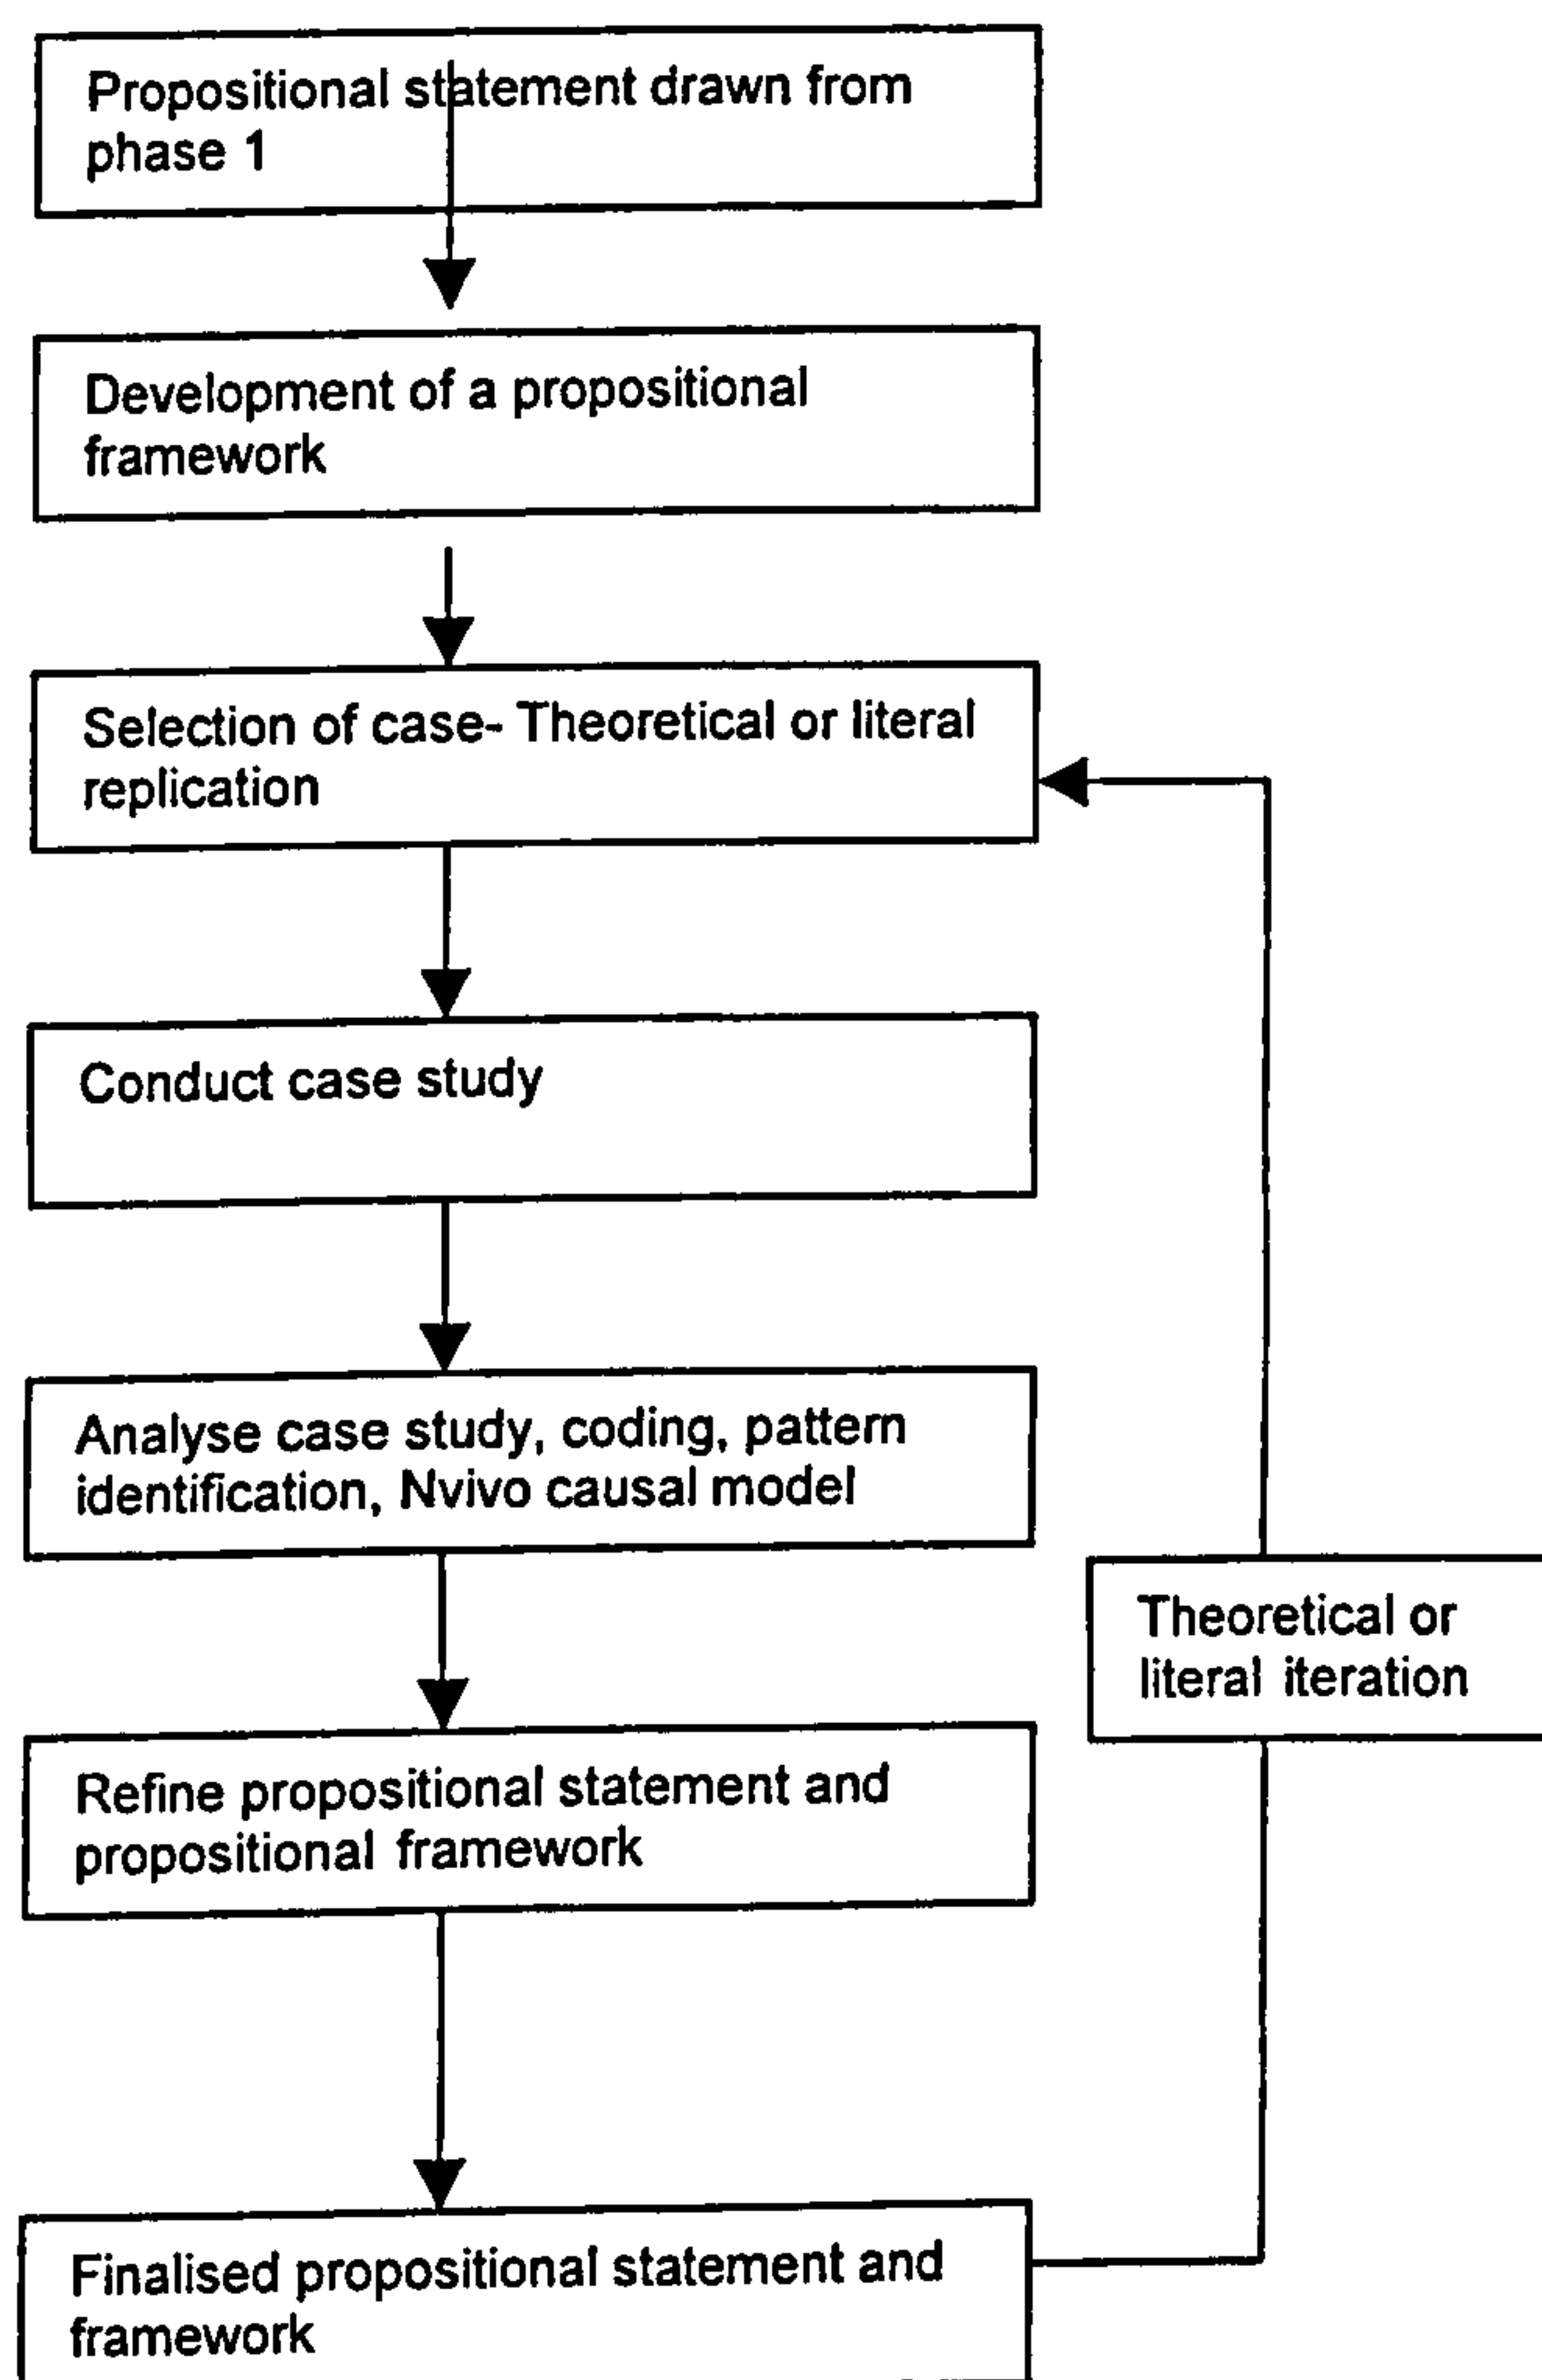 Propositional statement drawn from
phase 1
Development of a propositional
framework
Selection of case- Theoretical or literal
replication
Conduct case study
Analyse case study, coding, pattern
identification, Nvivo causal model
Theoretical or
literal iteration
Refine propositional statement and
propositional framework
Finalised propositional statement and
framework